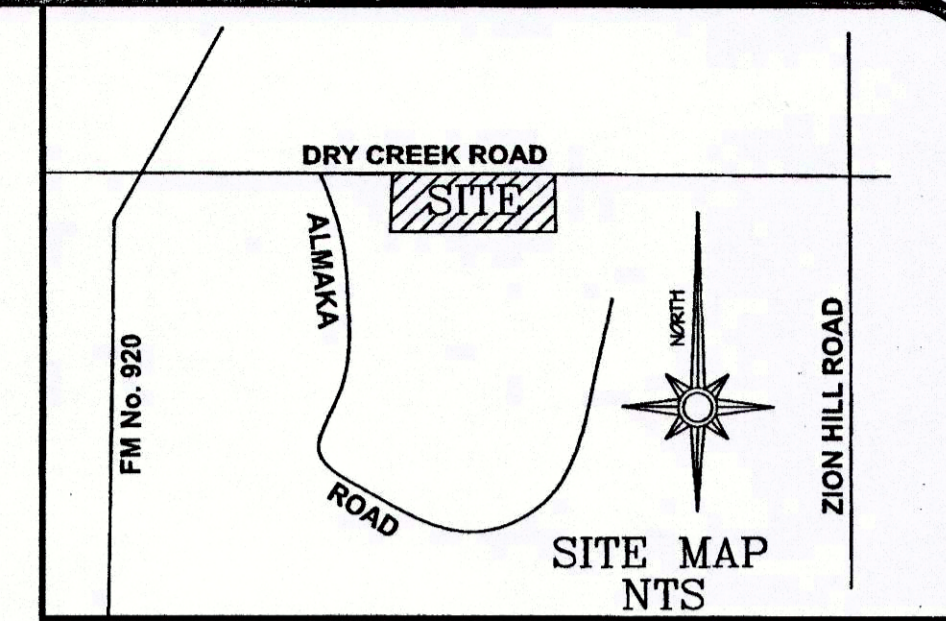 DRY CREEK ROAD
SITE
ALMAKA
ROAD
FM No. 920
NORTH
ZION HILL ROAD
SITE MAP
NTS